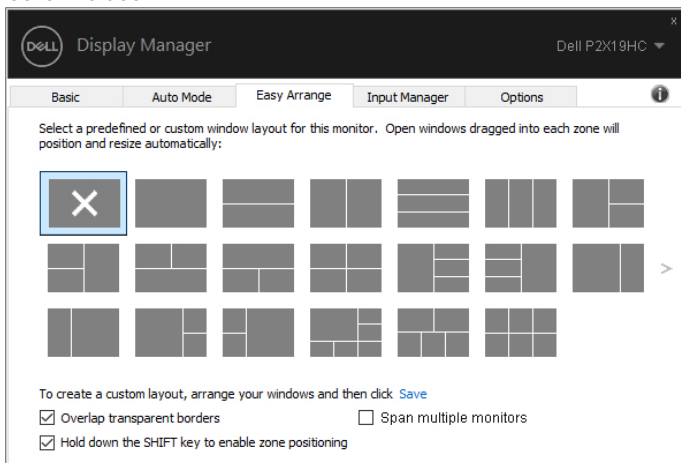 x
DELL Display Manager Dell P2X19HC
Basic Auto Mode Easy Arrange Input Manager Options i
Select a predefined or custom window layout for this monitor. Open windows dragged into each zone will
position and resize automatically:
>
To create a custom layout, arrange your windows and then click Save
Overlap transparent borders Span multiple monitors
Hold down the SHIFT key to enable zone positioning